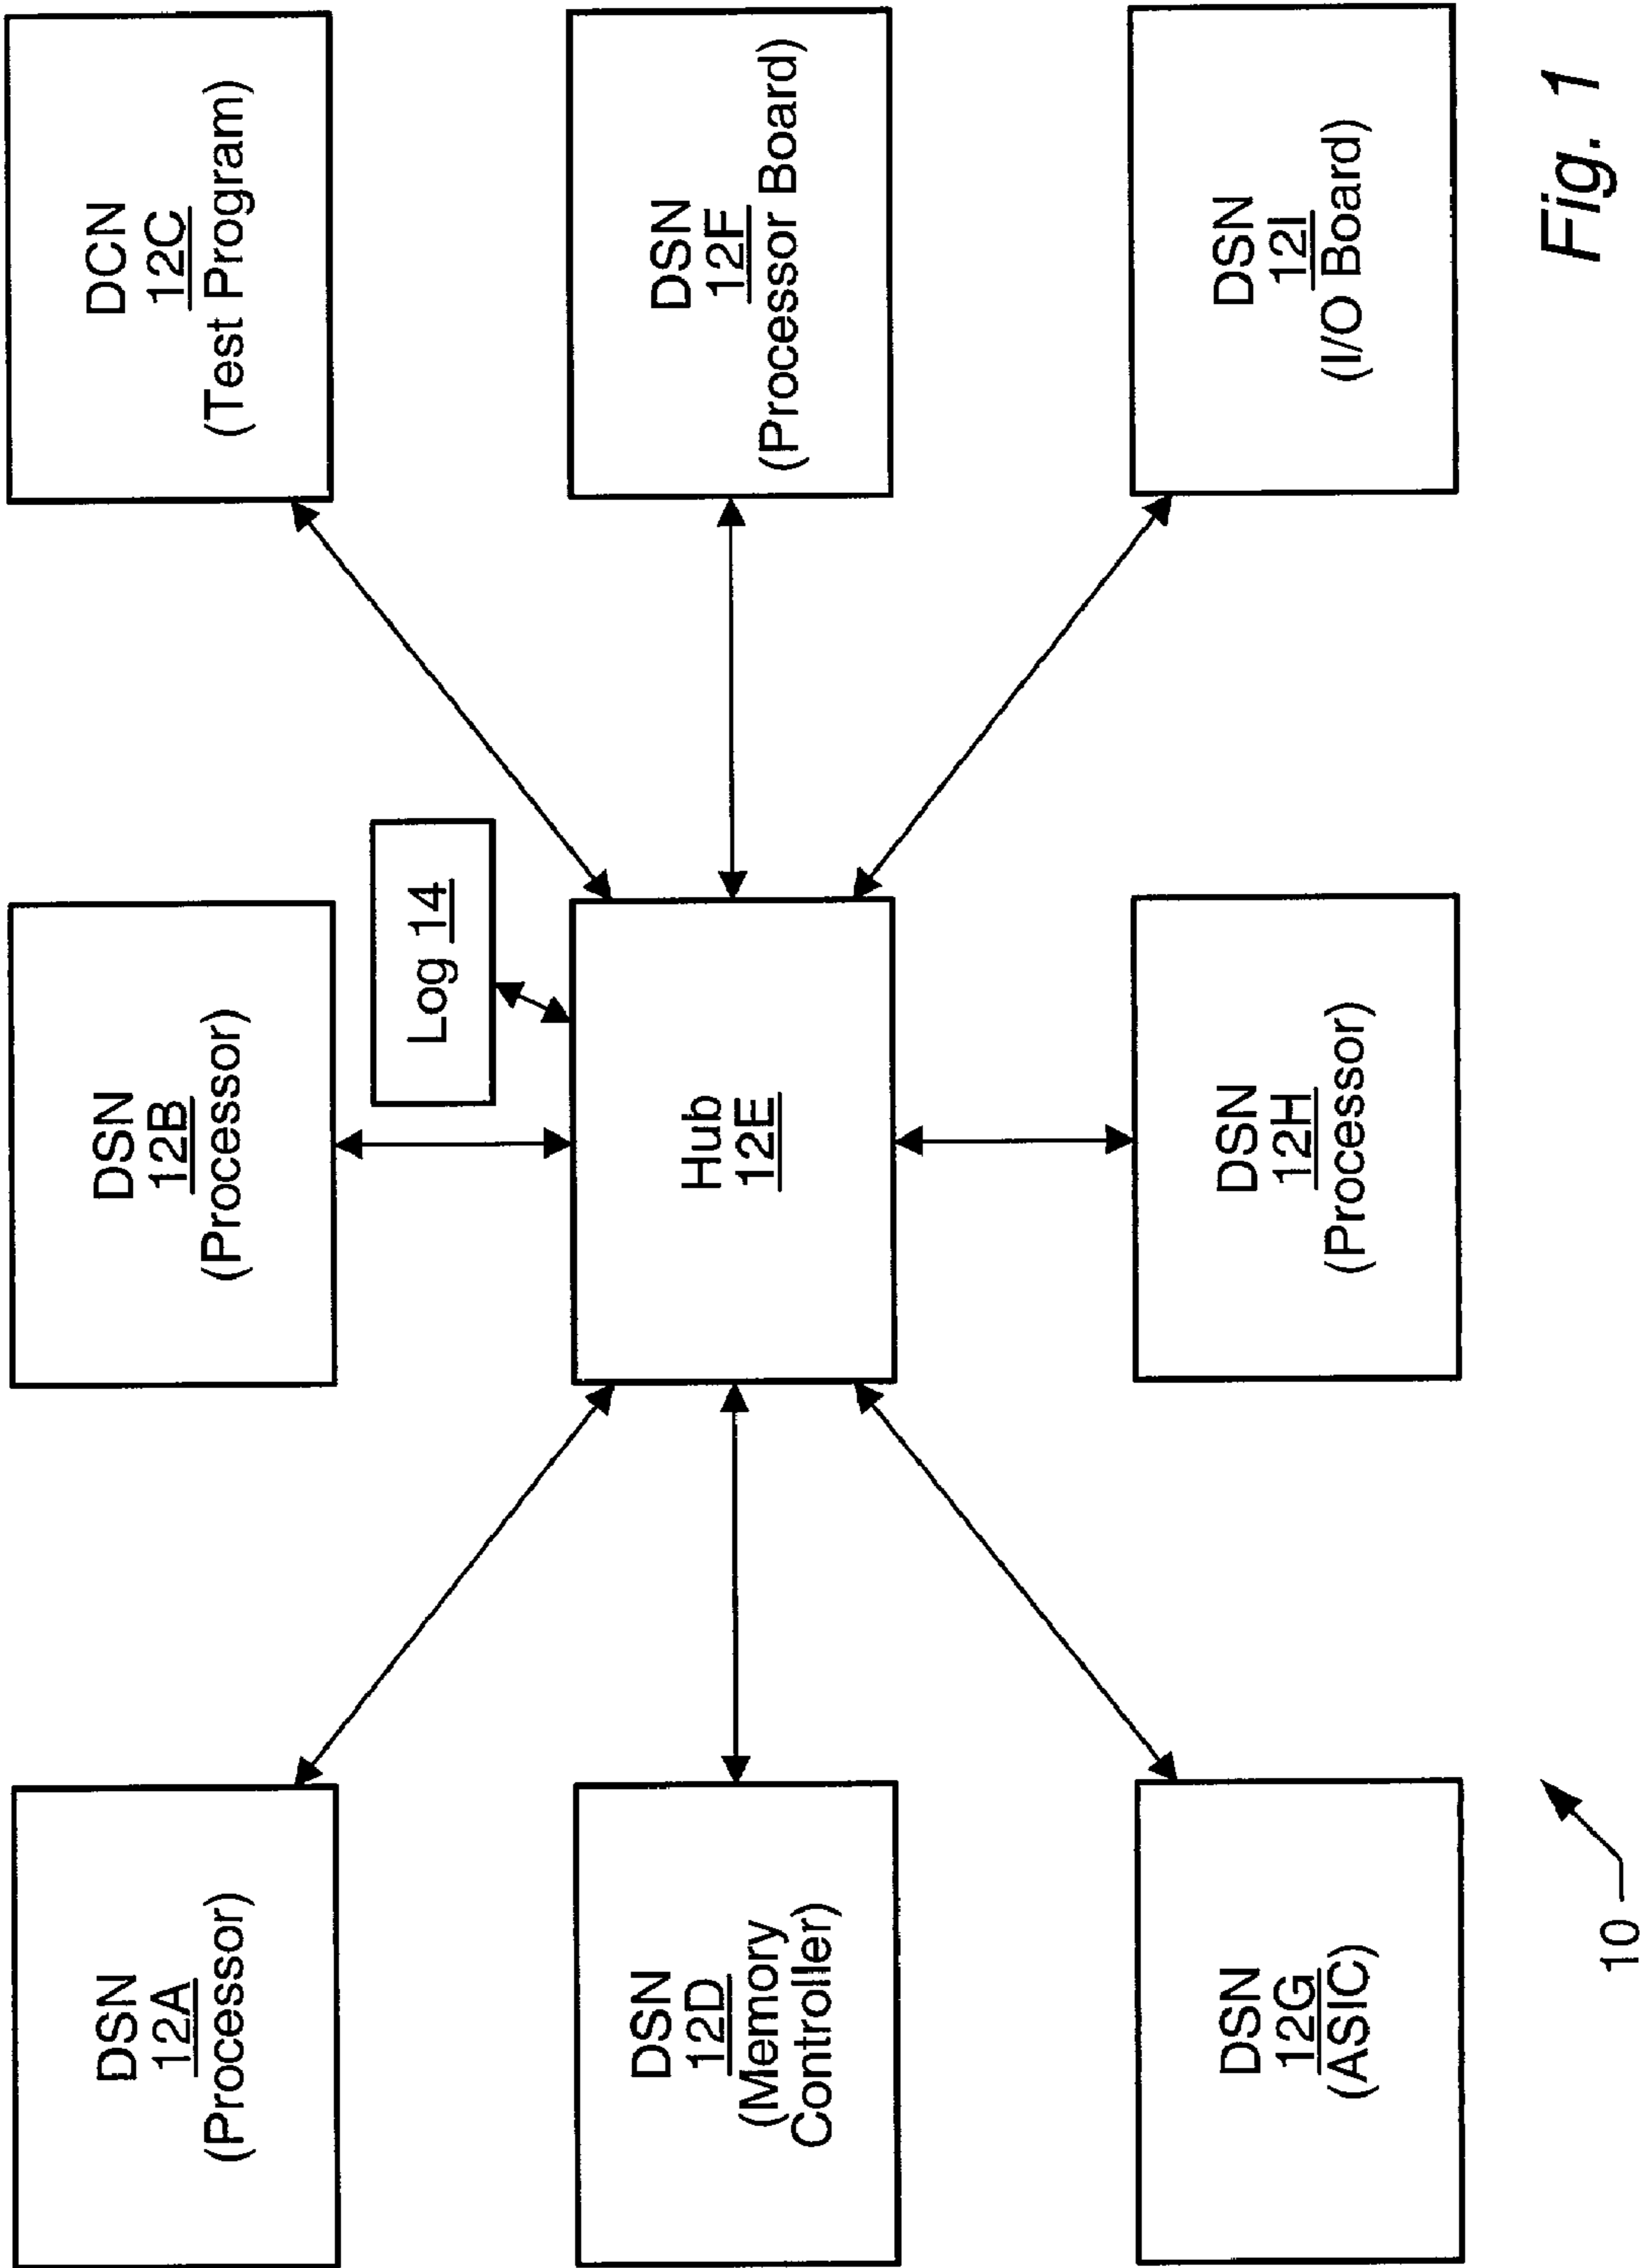 DSN
12A
(Processor)
DSN
12B
(Processor)
DCN
12C
(Test Program)
Log 14
DSN
12D
(Memory
Controller)
Hub
12E
DSN
12F
(Processor Board)
DSN
12G
(ASIC)
DSN
12H
(Processor)
DSN
12I
(I/O Board)
10
Fig. 1